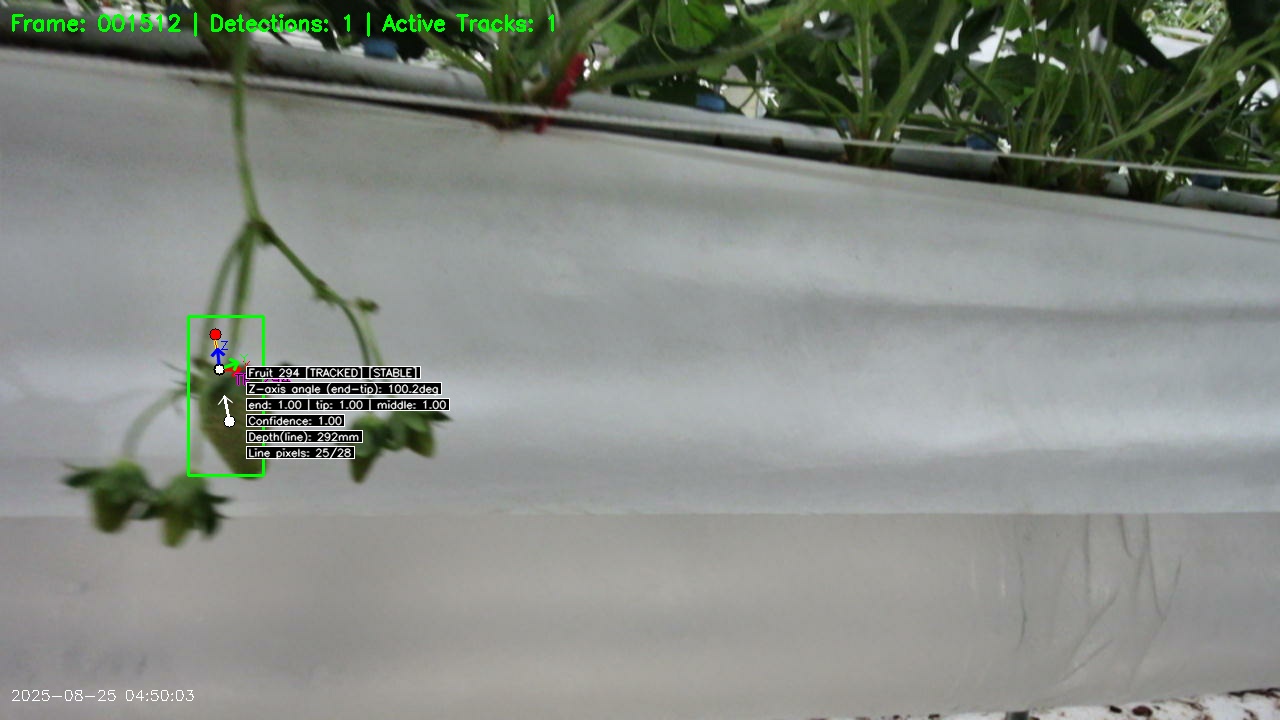 Frame: 001512 | Detections: 1 | Active Tracks: 1
Z
Y
Fruit 294 [TRACKED] [STABLE]
Z-axis angle (end-tip): 100.2deg
end: 1.00 | tip: 1.00 | middle: 1.00
Confidence: 1.00
Depth(line): 292mm
Line pixels: 25/28
2025-08-25 04:50:03